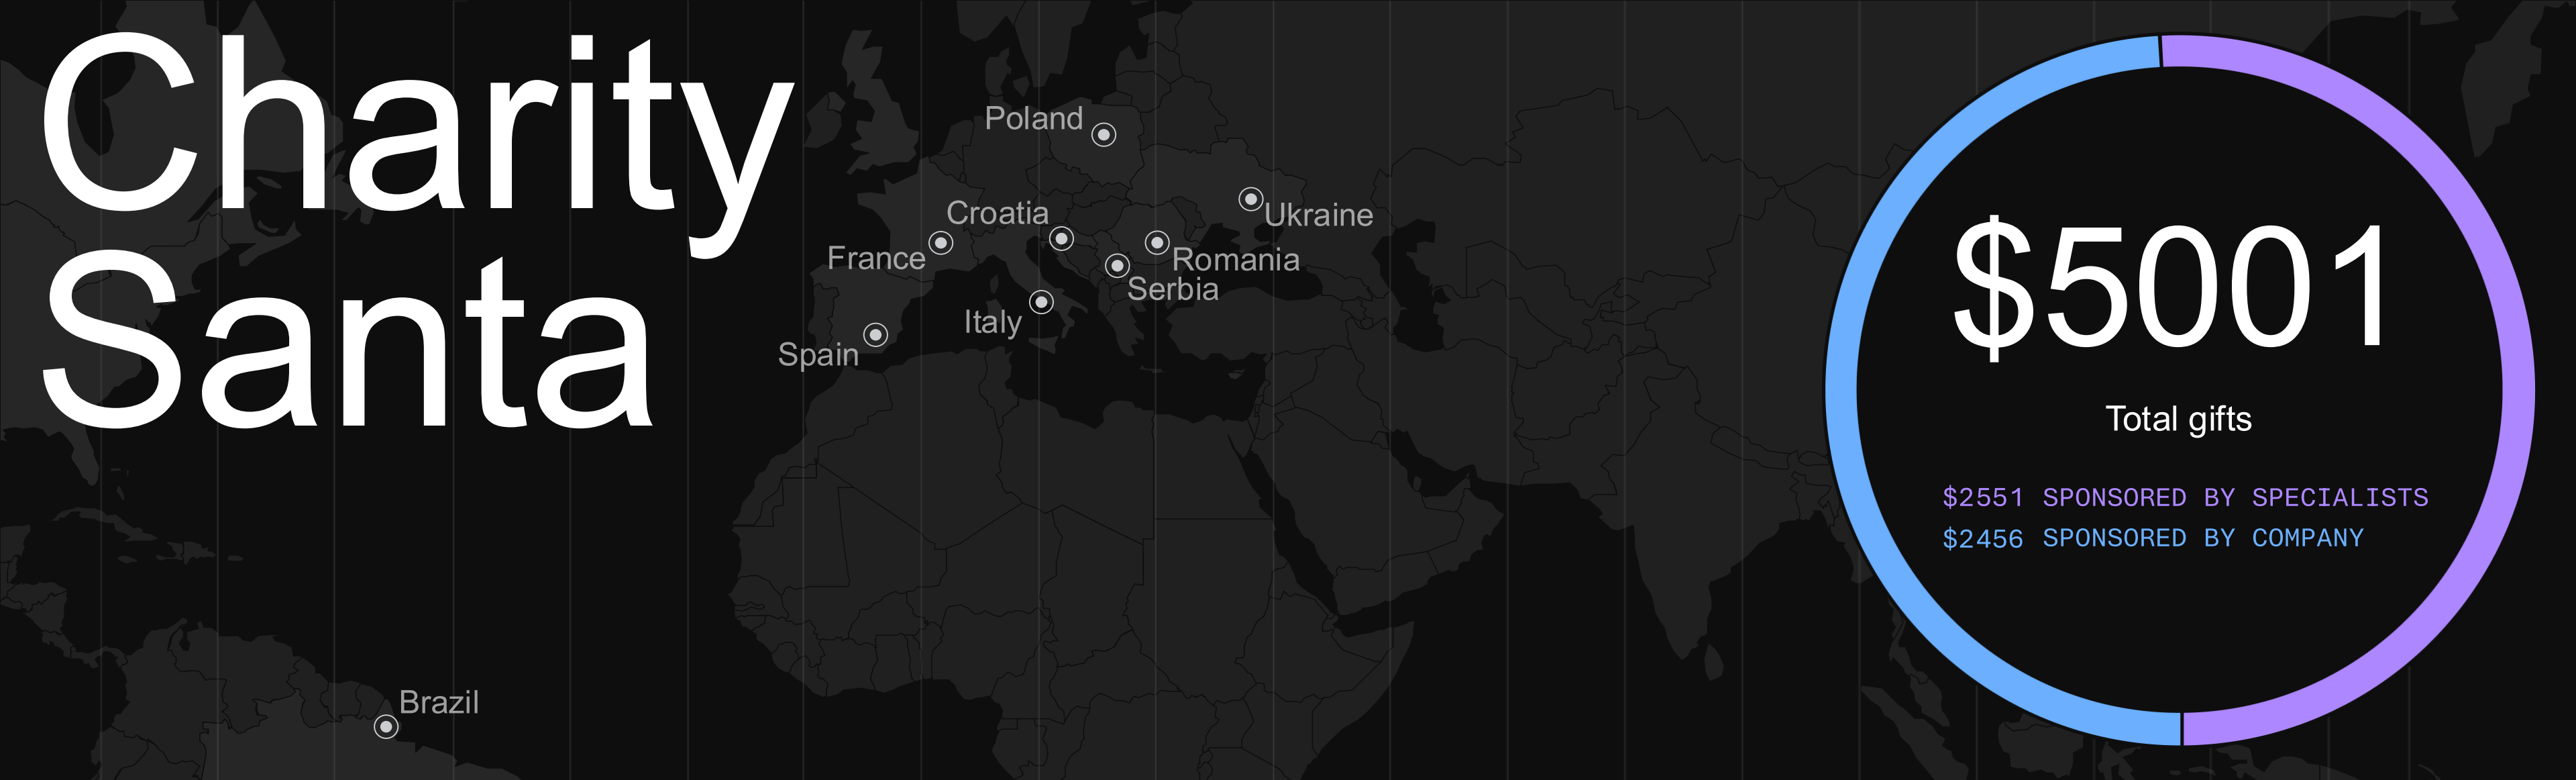 Charity
Santa
Poland
Croatia
Ukraine
France
Romania
Serbia
Italy
Spain
Brazil
$5001
Total gifts
$2551 SPONSORED BY SPECIALISTS
$2456 SPONSORED BY COMPANY